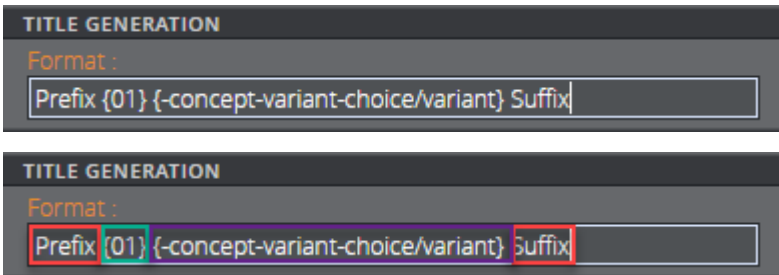 TITLE GENERATION
Format :
Prefix {01} {-concept-variant-choice/variant} Suffix
TITLE GENERATION
Format :
Prefix {01} {-concept-variant-choice/variant} Suffix